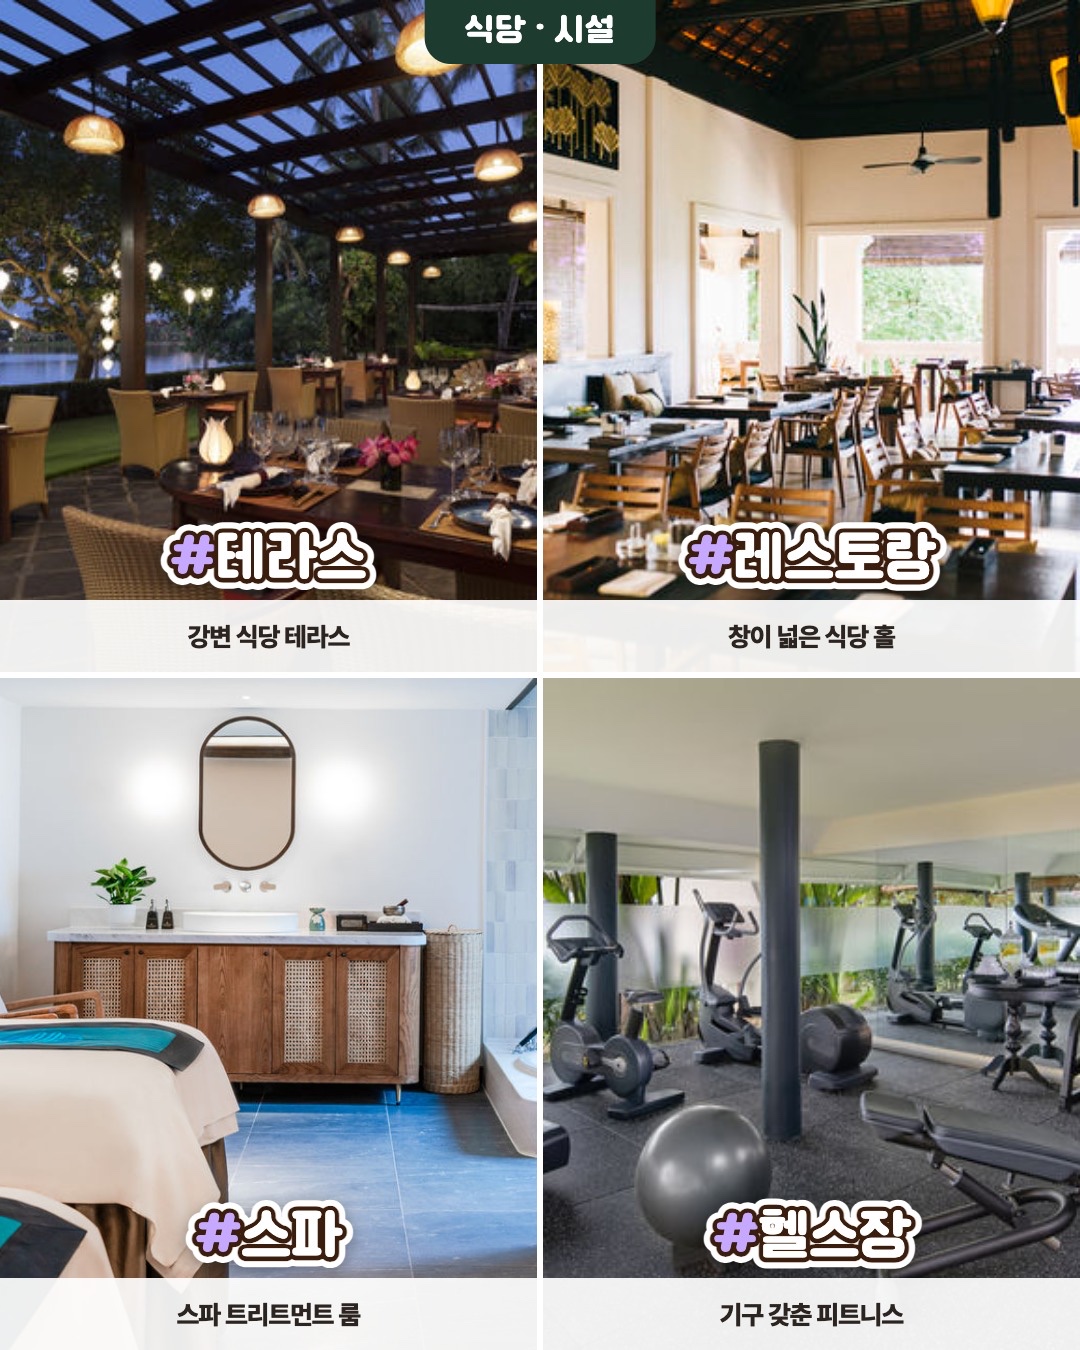 식당 · 시설
#테라스
강변 식당 테라스
#레스토랑
창이 넓은 식당 홀
#스파
스파 트리트먼트 룸
#헬스장
기구 갖춘 피트니스